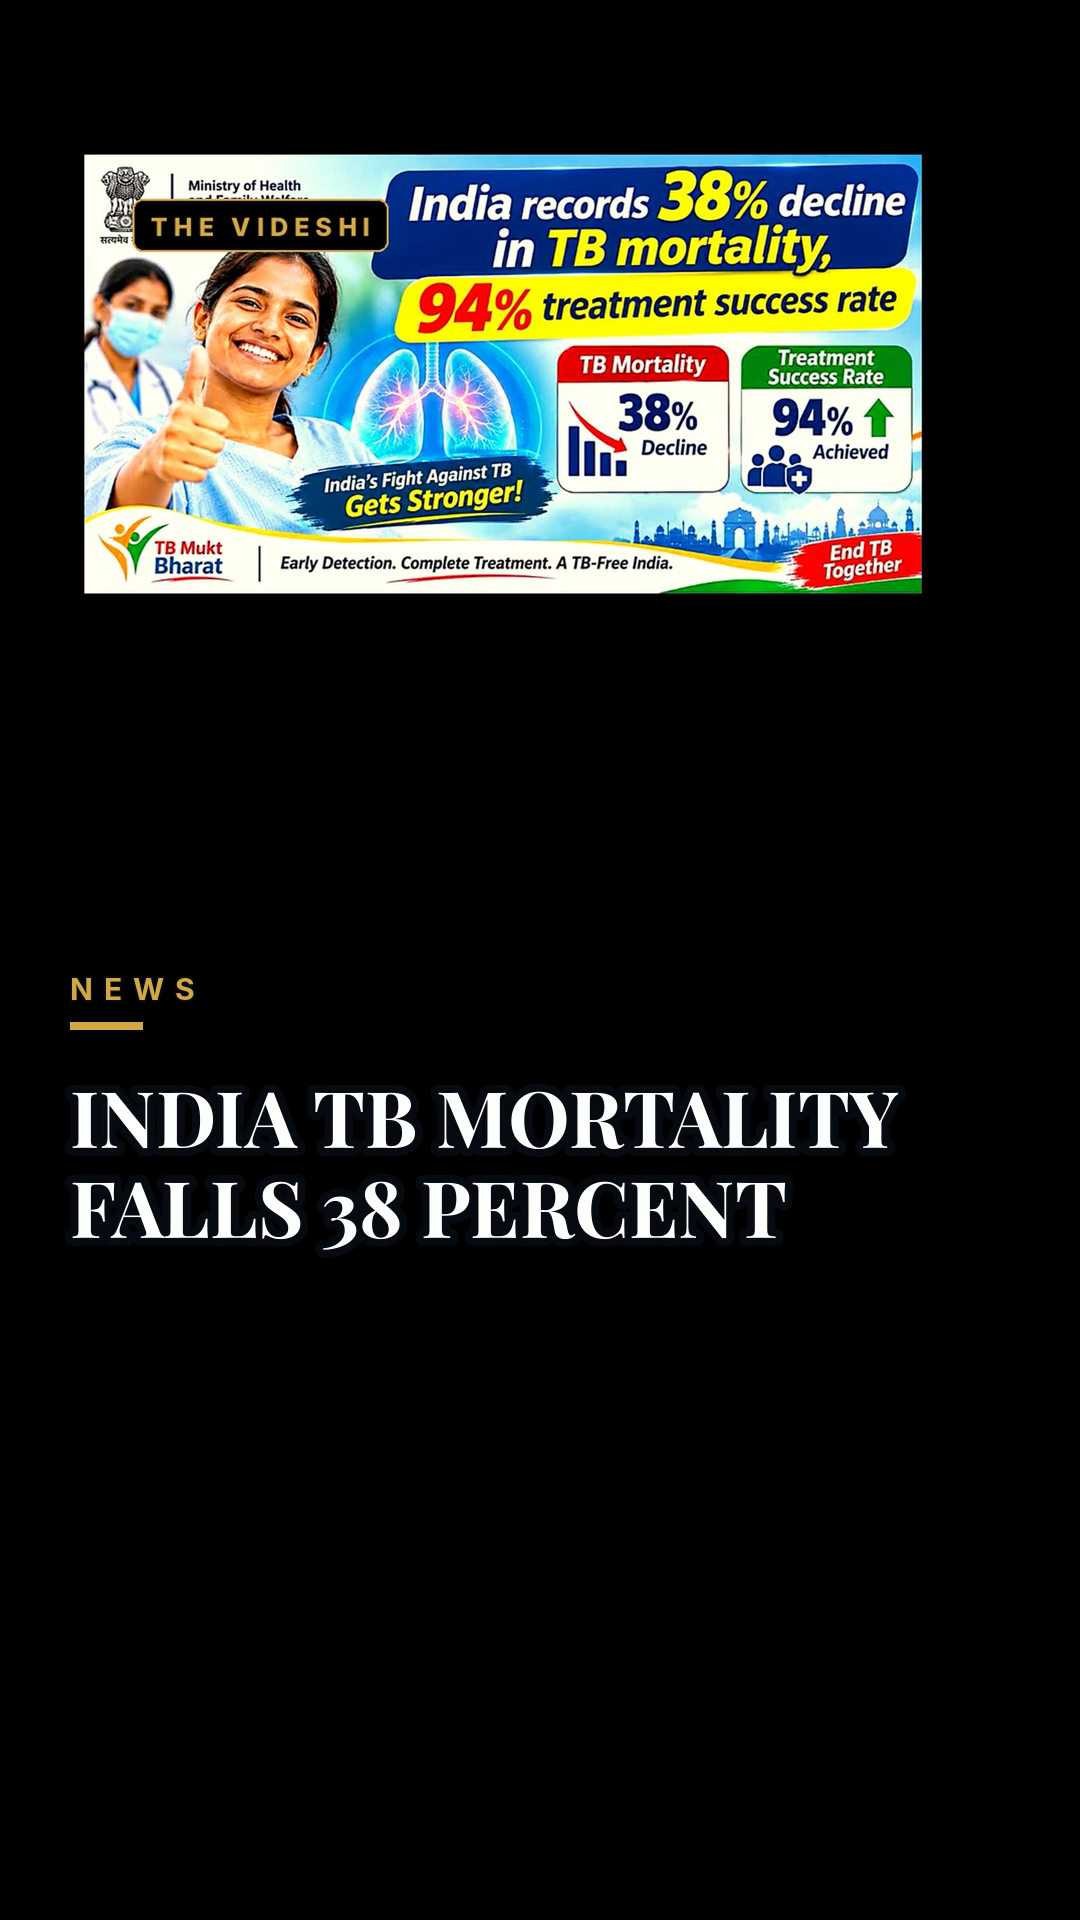 Ministry of Health
THE VIDESHI
India records 38% decline
in TB mortality,
94% treatment success rate
TB Mortality
38%
Decline
Treatment
Success Rate
94%
Achieved
India's Fight Against TB
Gets Stronger!
TB Mukt
Bharat
Early Detection. Complete Treatment. A TB-Free India.
End TB
Together
NEWS
INDIA TB MORTALITY
FALLS 38 PERCENT